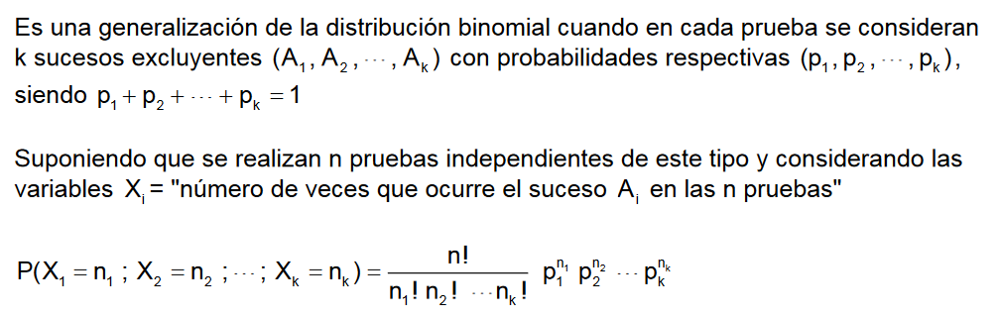 Es una generalización de la distribución binomial cuando en cada prueba se consideran
k sucesos excluyentes (A₁, A₂, ⋯, Aₖ) con probabilidades respectivas (p₁, p₂, ⋯, pₖ),
siendo p₁ + p₂ + ⋯ + pₖ = 1
Suponiendo que se realizan n pruebas independientes de este tipo y considerando las
variables Xᵢ = "número de veces que ocurre el suceso Aᵢ en las n pruebas"
P(X₁ = n₁ ; X₂ = n₂ ; ⋯ ; Xₖ = nₖ) = n! / (n₁! n₂! ⋯ nₖ!) p₁^n₁ p₂^n₂ ⋯ pₖ^nₖ